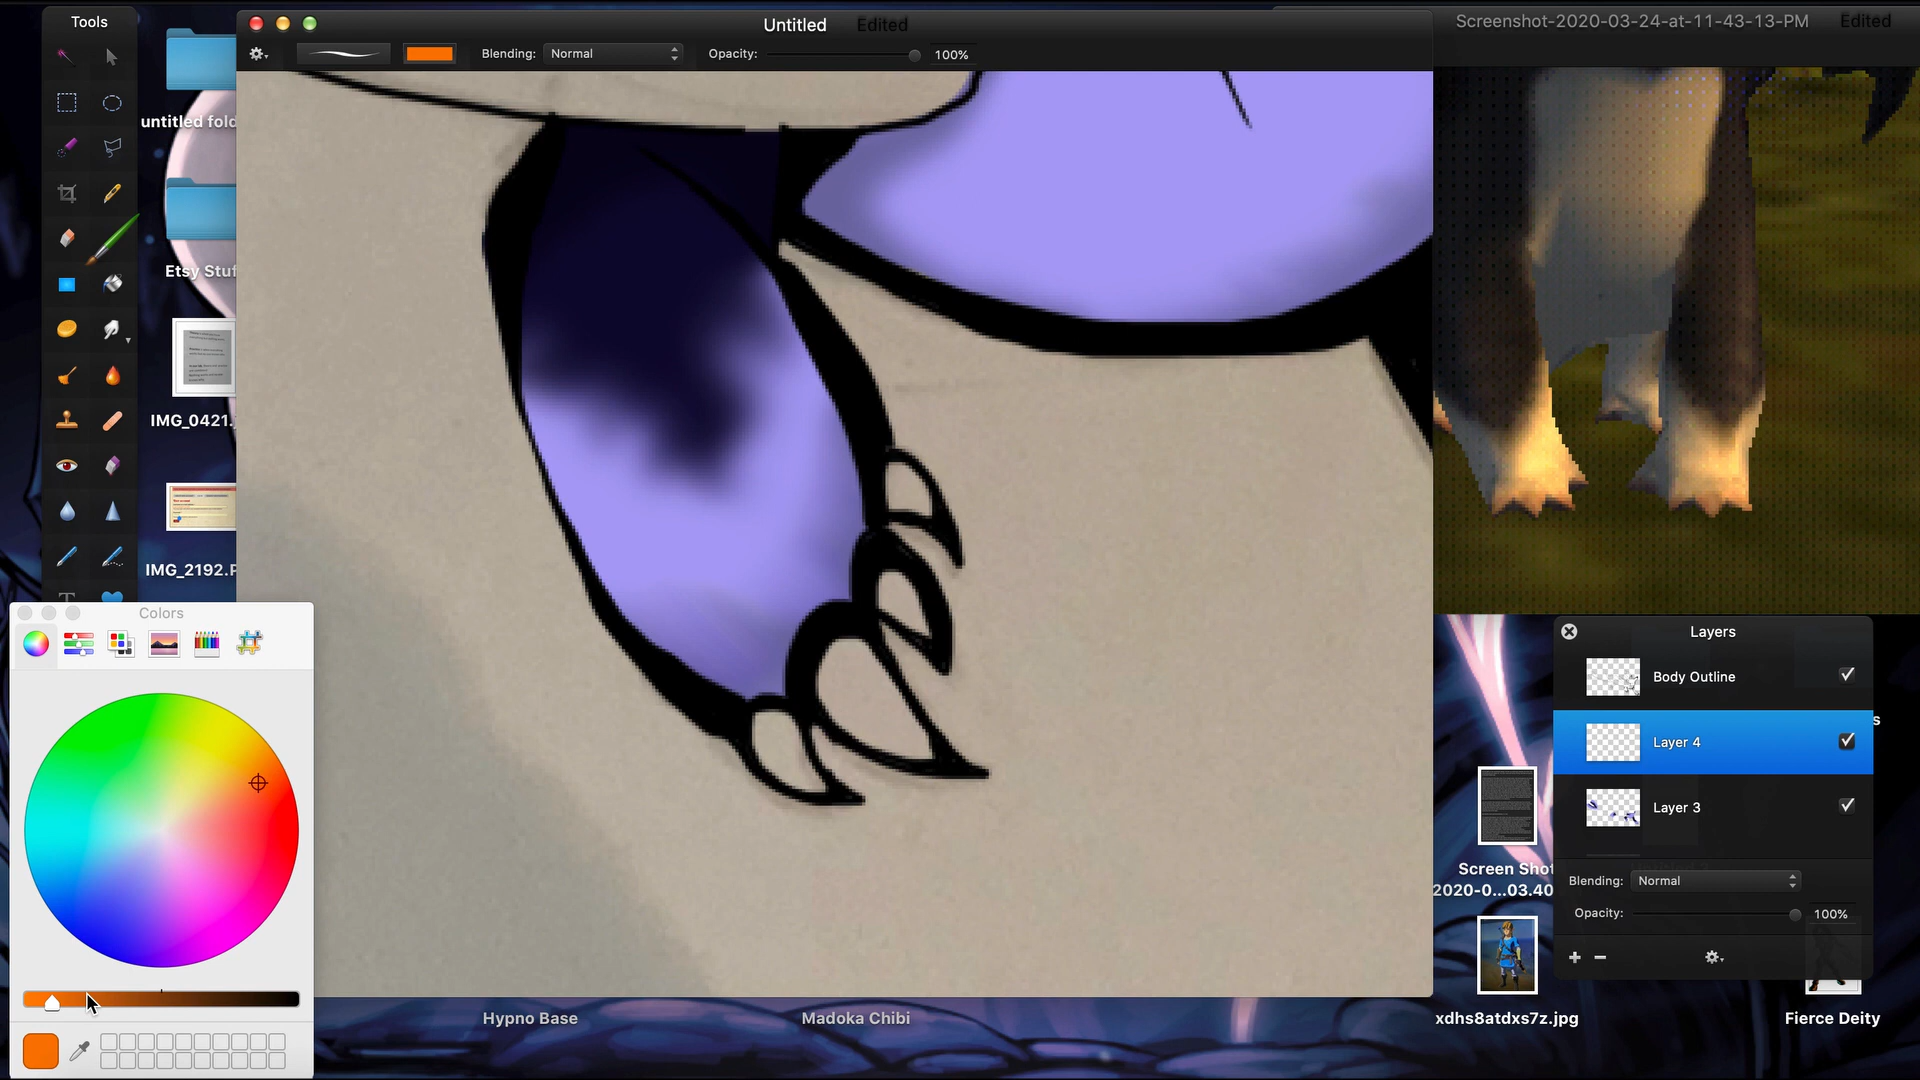 Tools
Untitled
Edited
Screenshot-2020-03-24-at-11-43-13-PM
Edited
Blending:
Normal
Opacity:
100%
untitled fold
Etsy Stuf
IMG_0421.
IMG_2192.P
Colors
Layers
Body Outline
Layer 4
s
Layer 3
Blending:
Normal
Opacity:
100%
Screen Shot
2020-0...03.40
Hypno Base
Madoka Chibi
xdhs8atdxs7z.jpg
Fierce Deity